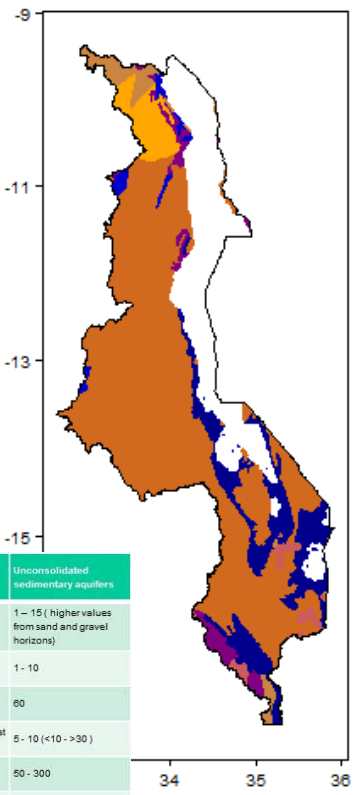 -9
-11
-13
-15
Unconsolidated
sedimentary aquifers
1 – 15 ( higher values
from sand and gravel
horizons)
1 - 10
60
st
5 - 10 (<10 - >30 )
50 - 300
34
35
36